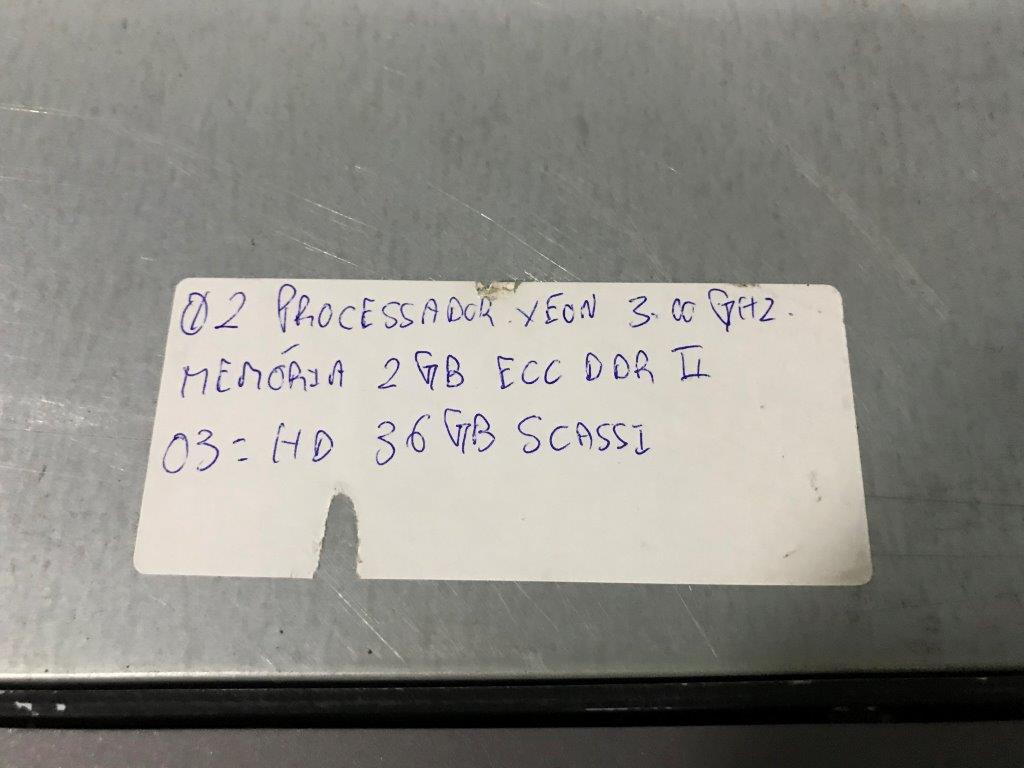 02 PROCESSADOR XEON 3.00 GHZ.
MEMÓRIA 2 GB ECC DDR II
03 = HD 36 GB SCASSI